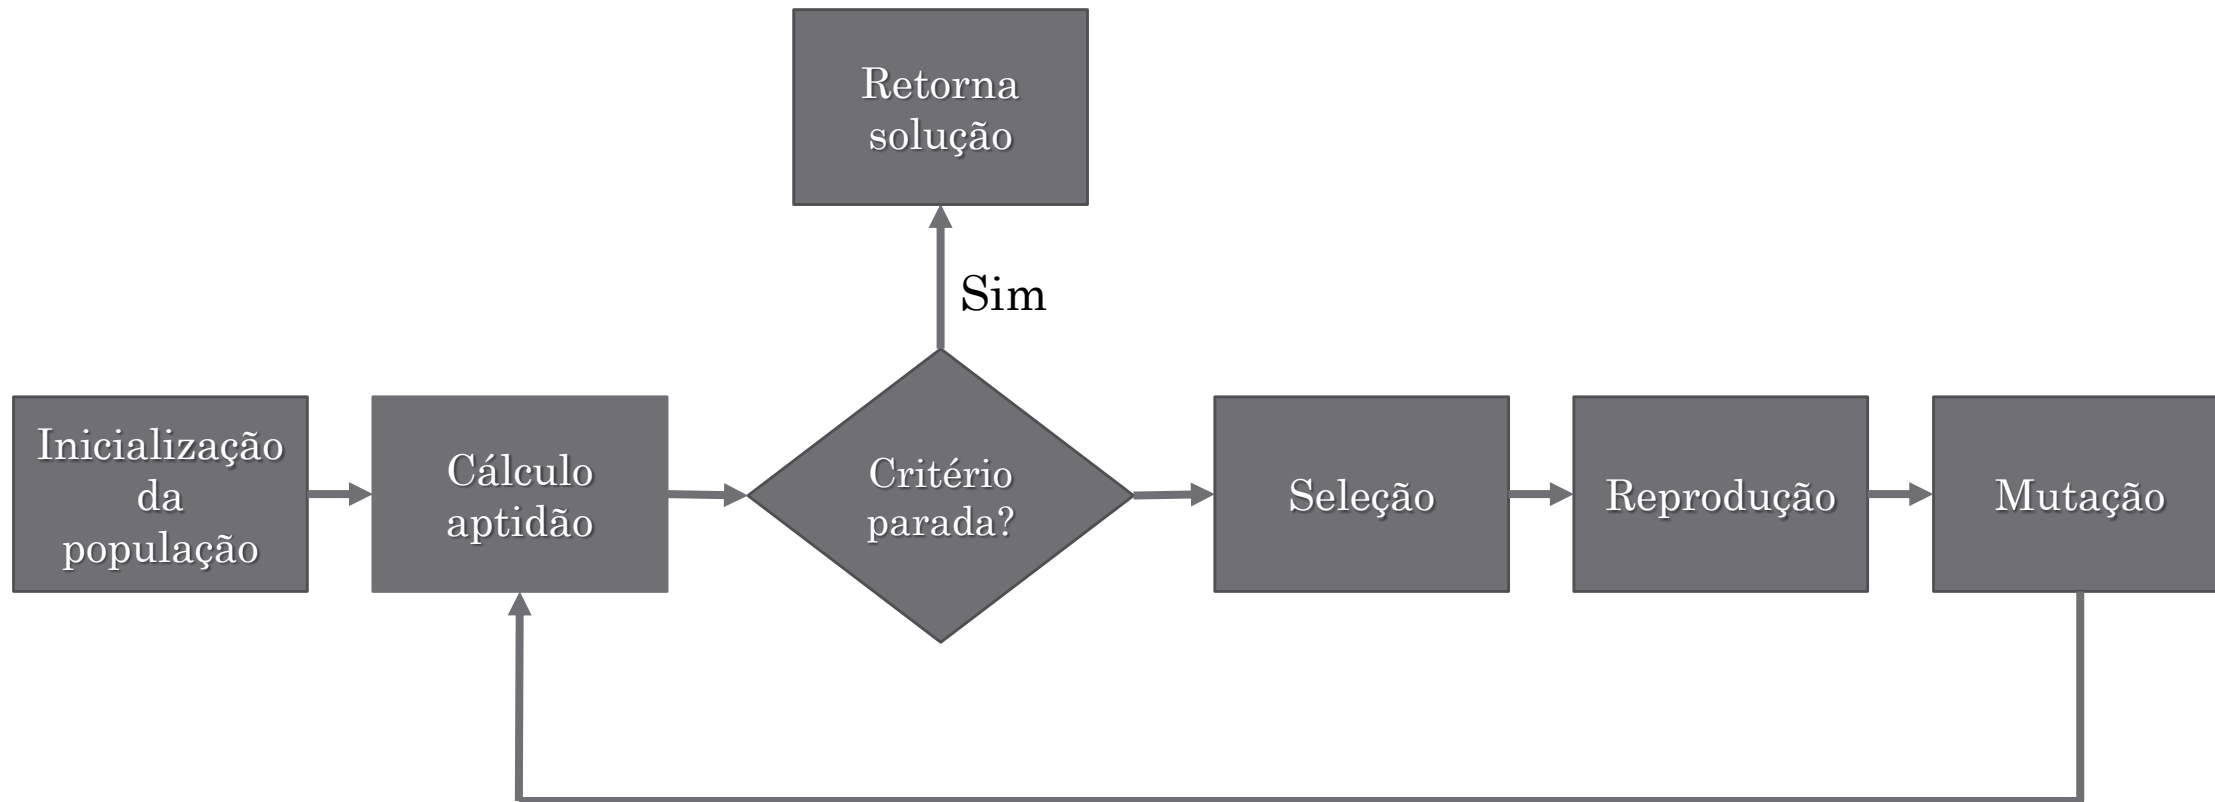 Retorna
solução
Sim
Inicialização
da
população
Cálculo
aptidão
Critério
parada?
Seleção
Reprodução
Mutação